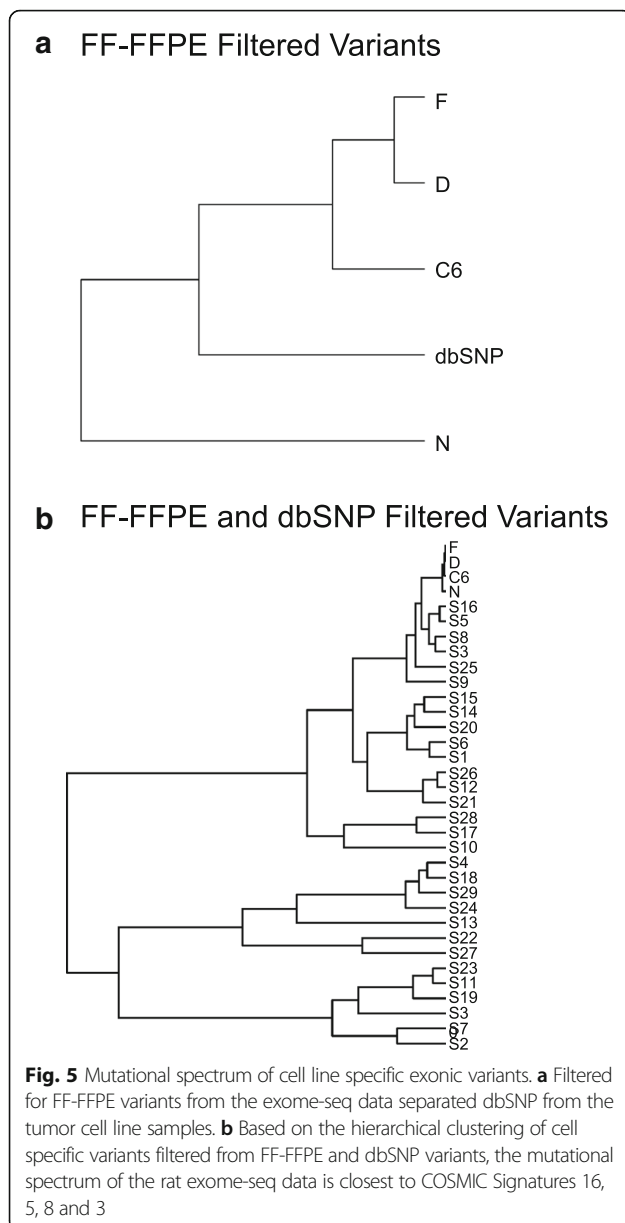 a FF-FFPE Filtered Variants
F
D
C6
dbSNP
N
b FF-FFPE and dbSNP Filtered Variants
F
D
C6
N
S16
S5
S8
S3
S25
S9
S15
S14
S20
S6
S1
S26
S12
S21
S28
S17
S10
S4
S18
S29
S24
S13
S22
S27
S23
S11
S19
S3
S7
0
S2
Fig. 5 Mutational spectrum of cell line specific exonic variants. a Filtered
for FF-FFPE variants from the exome-seq data separated dbSNP from the
tumor cell line samples. b Based on the hierarchical clustering of cell
specific variants filtered from FF-FFPE and dbSNP variants, the mutational
spectrum of the rat exome-seq data is closest to COSMIC Signatures 16,
5, 8 and 3